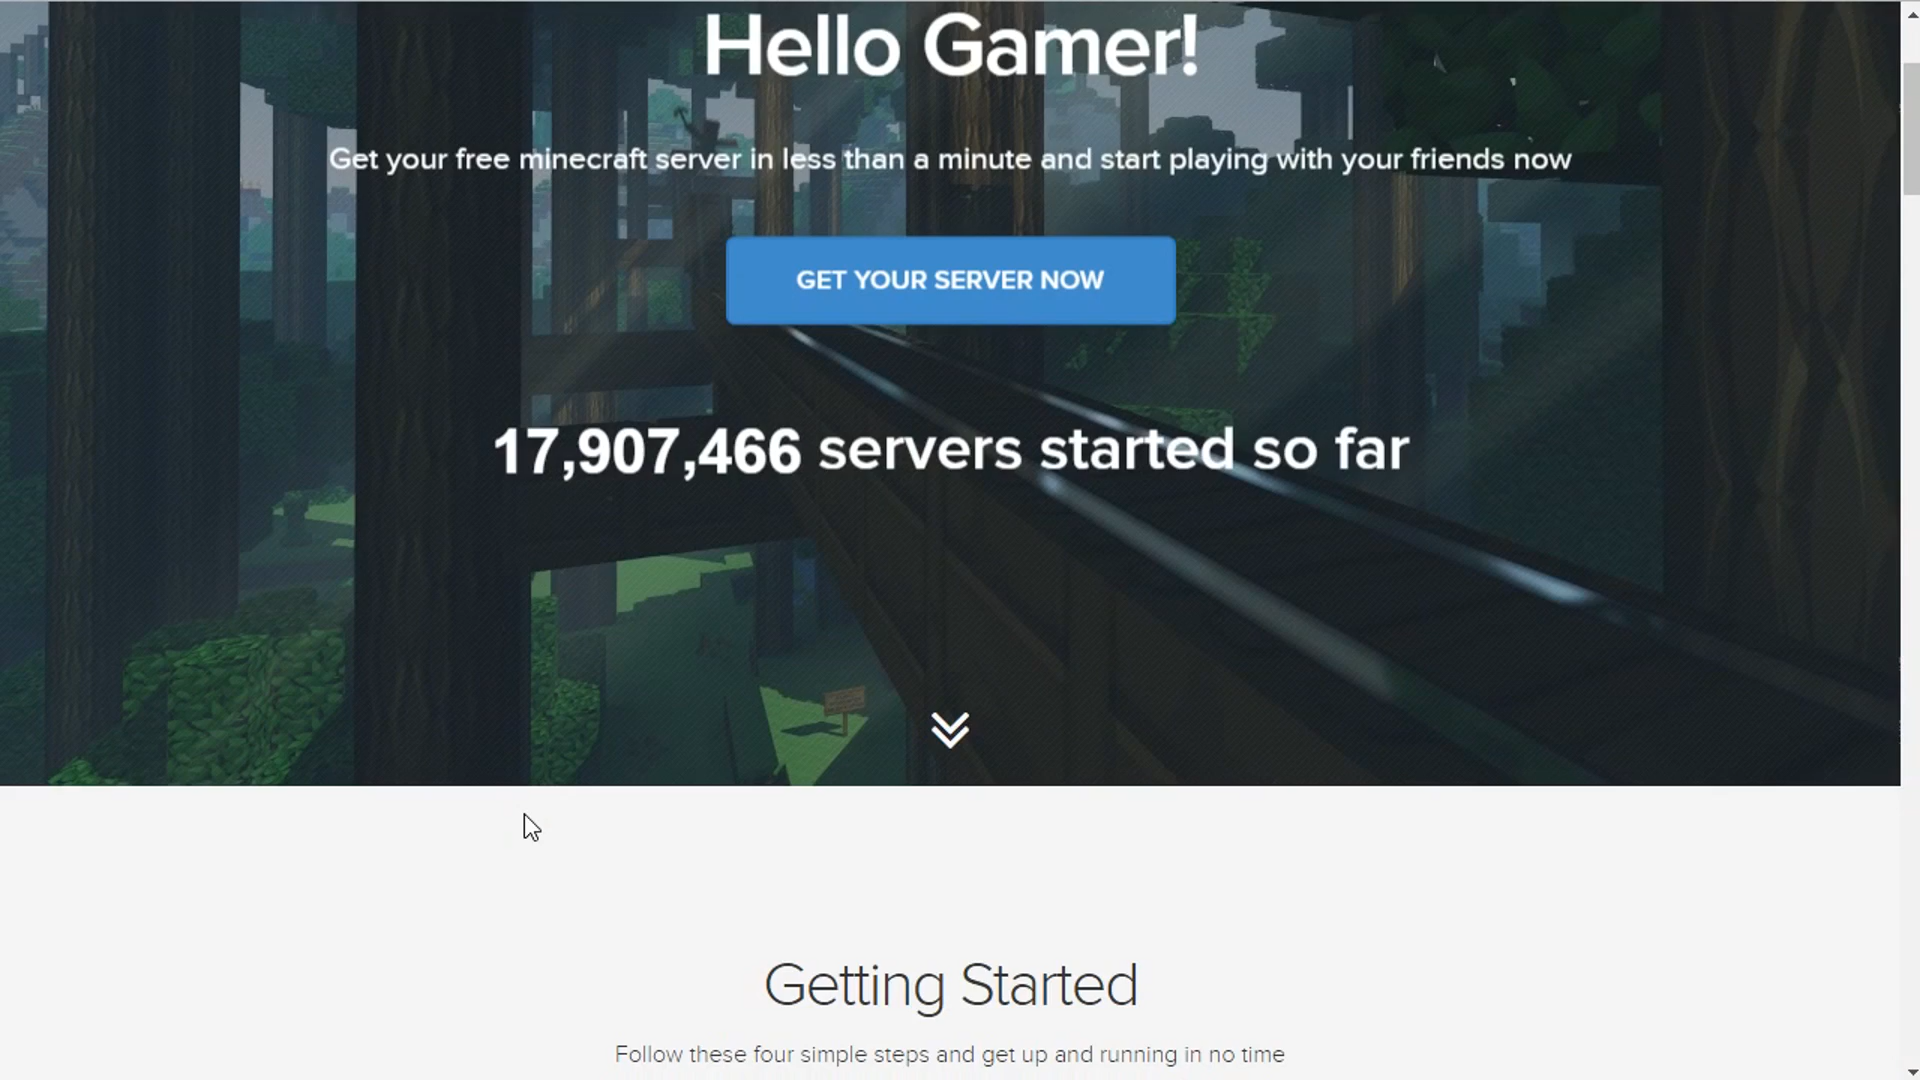 Hello Gamer!
Get your free minecraft server in less than a minute and start playing with your friends now
GET YOUR SERVER NOW
17,907,466 servers started so far
Getting Started
Follow these four simple steps and get up and running in no time